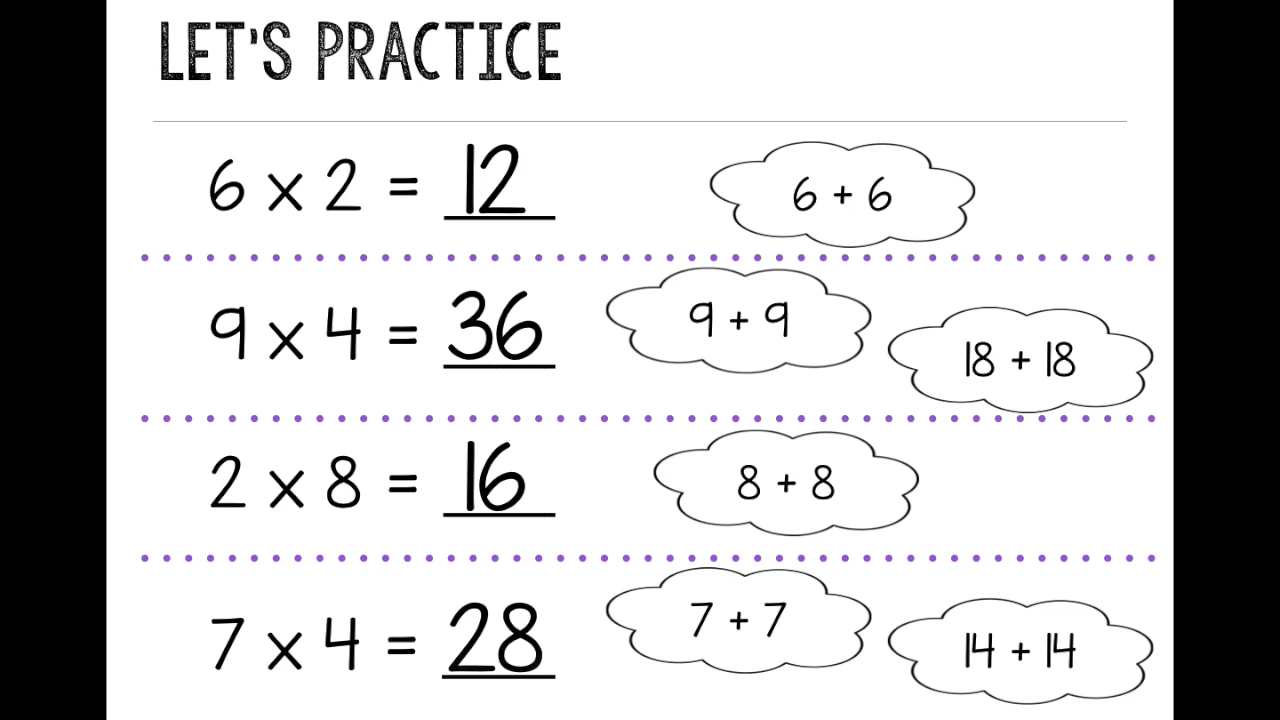 LET'S PRACTICE
6 x 2 = 12
6 + 6
9 x 4 = 36
9 + 9
18 + 18
2 x 8 = 16
8 + 8
7 x 4 = 28
7 + 7
14 + 14